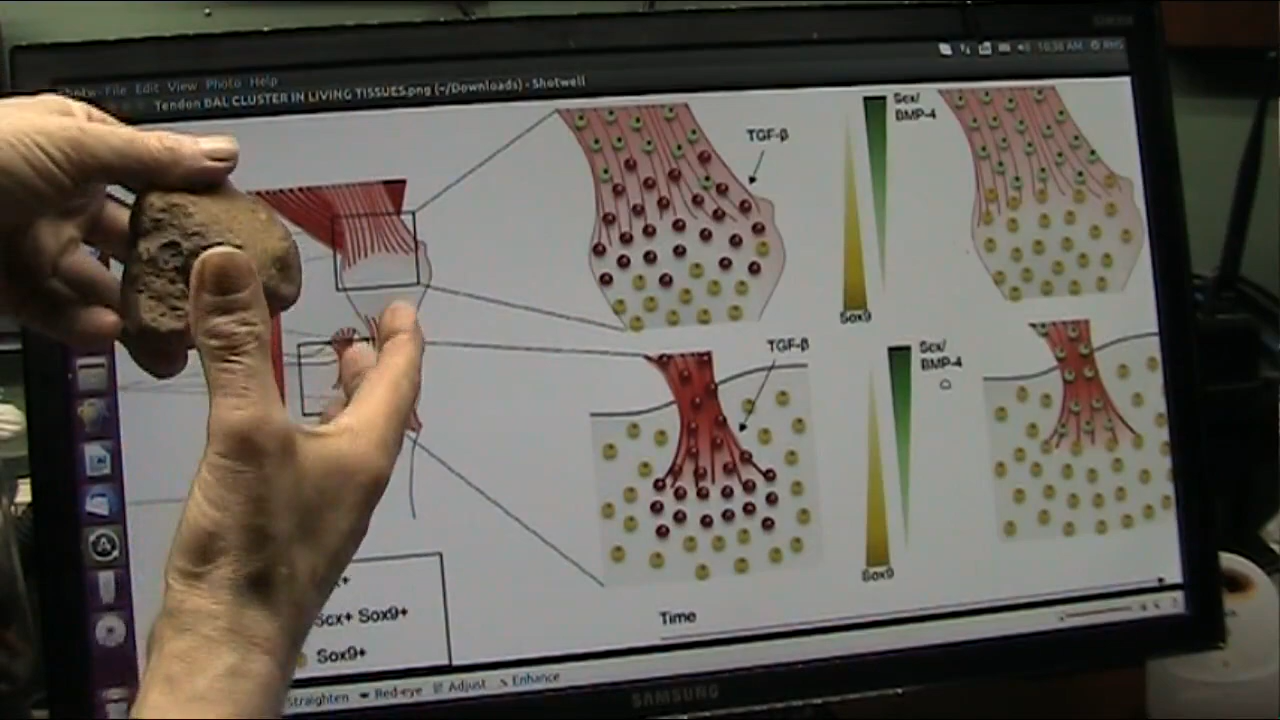 File Edit View Photo Help
10:38 AM
Tendon BAL CLUSTER IN LIVING TISSUES.png (~/Downloads) - Shotwell
TGF-β
Scx/
BMP-4
Sox9
TGF-β
Scx/
BMP-4
Sox9
Time
Scx+ Sox9+
Sox9+
Straighten Red-eye Adjust Enhance
SAMSUNG